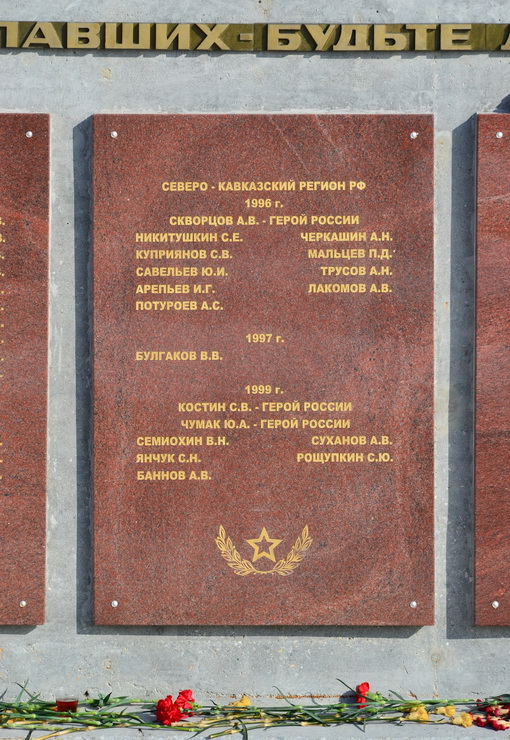 ПАВШИХ - БУДЬТЕ
СЕВЕРО - КАВКАЗСКИЙ РЕГИОН РФ
1996 г.
СКВОРЦОВ А.В. - ГЕРОЙ РОССИИ
НИКИТУШКИН С.Е. ЧЕРКАШИН А.Н.
КУПРИЯНОВ С.В. МАЛЬЦЕВ П.Д.
САВЕЛЬЕВ Ю.И. ТРУСОВ А.Н.
АРЕПЬЕВ И.Г. ЛАКОМОВ А.В.
ПОТУРОЕВ А.С.
1997 г.
БУЛГАКОВ В.В.
1999 г.
КОСТИН С.В. - ГЕРОЙ РОССИИ
ЧУМАК Ю.А. - ГЕРОЙ РОССИИ
СЕМИОХИН В.Н. СУХАНОВ А.В.
ЯНЧУК С.Н. РОЩУПКИН С.Ю.
БАННОВ А.В.